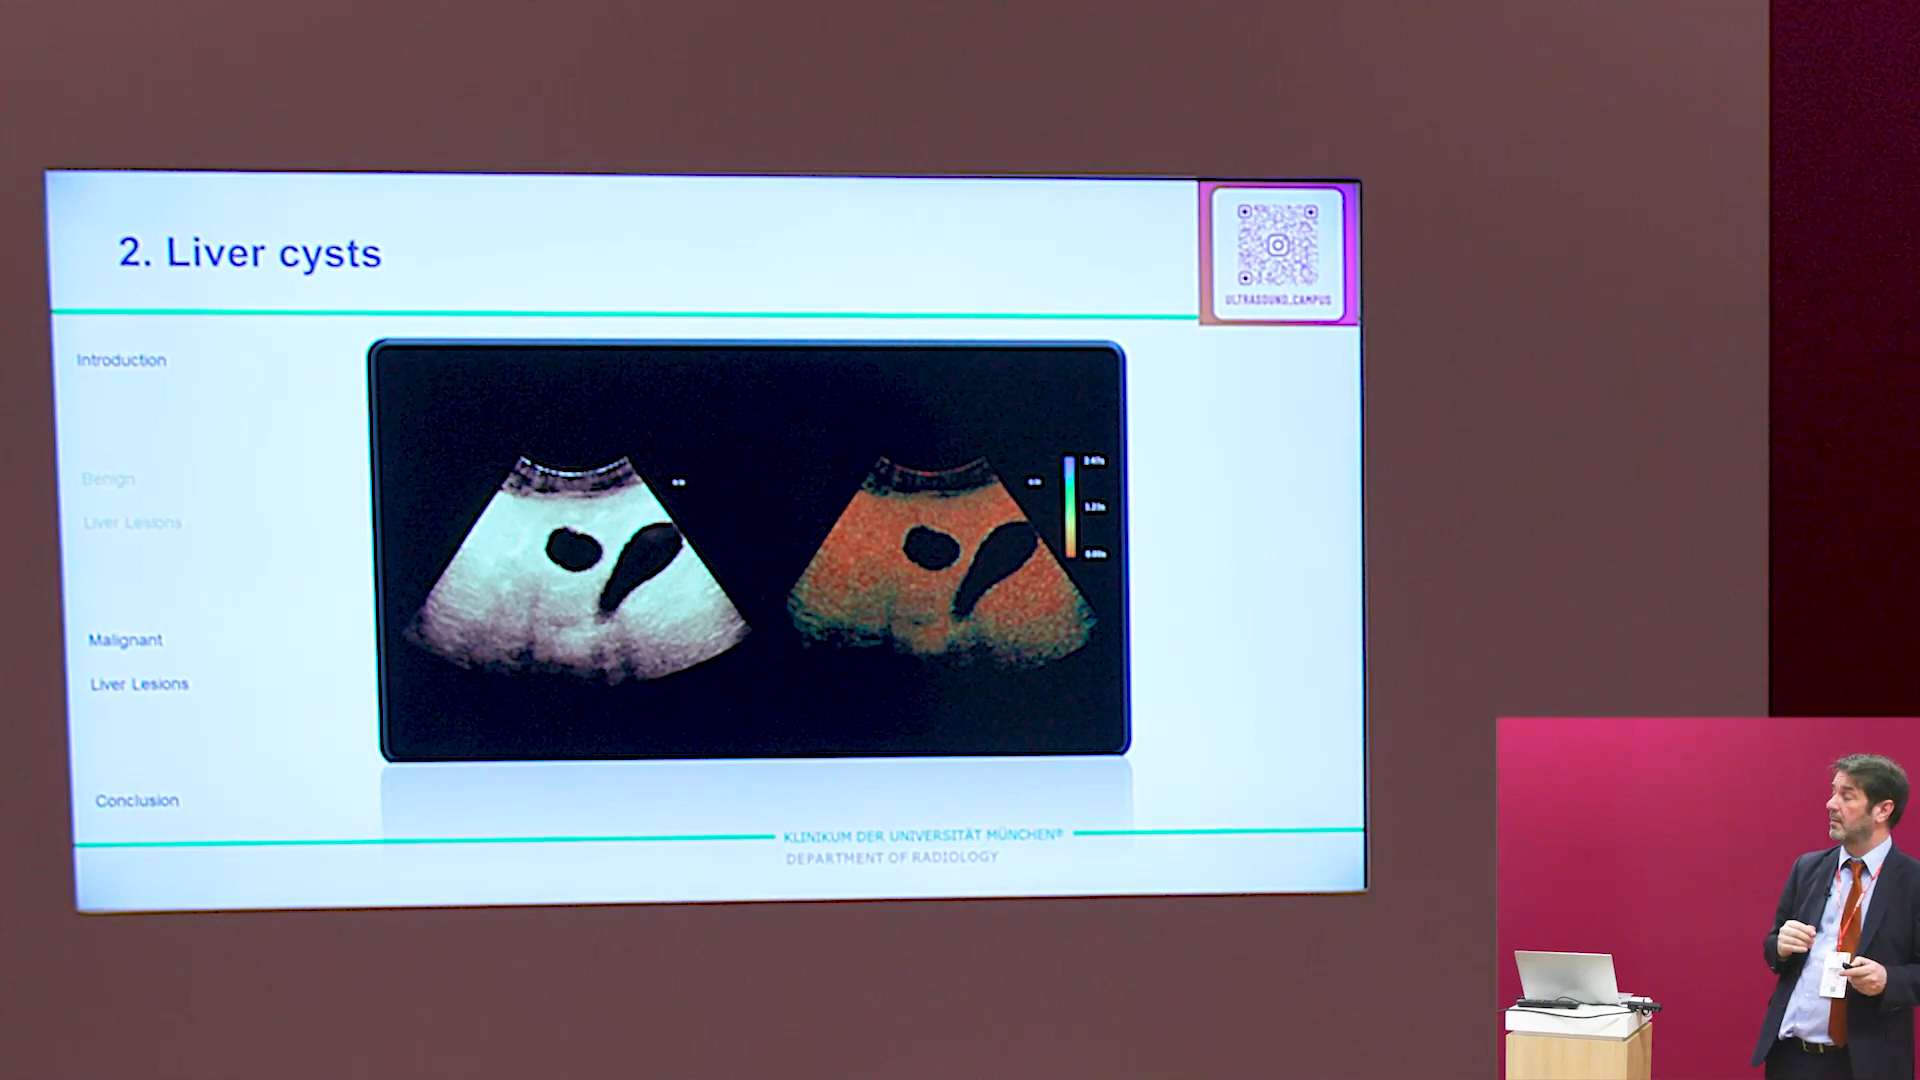 2. Liver cysts
ULTRASOUND_CAMPUS
Introduction
Benign
Liver Lesions
Malignant
Liver Lesions
Conclusion
KLINIKUM DER UNIVERSITÄT MÜNCHEN®
DEPARTMENT OF RADIOLOGY